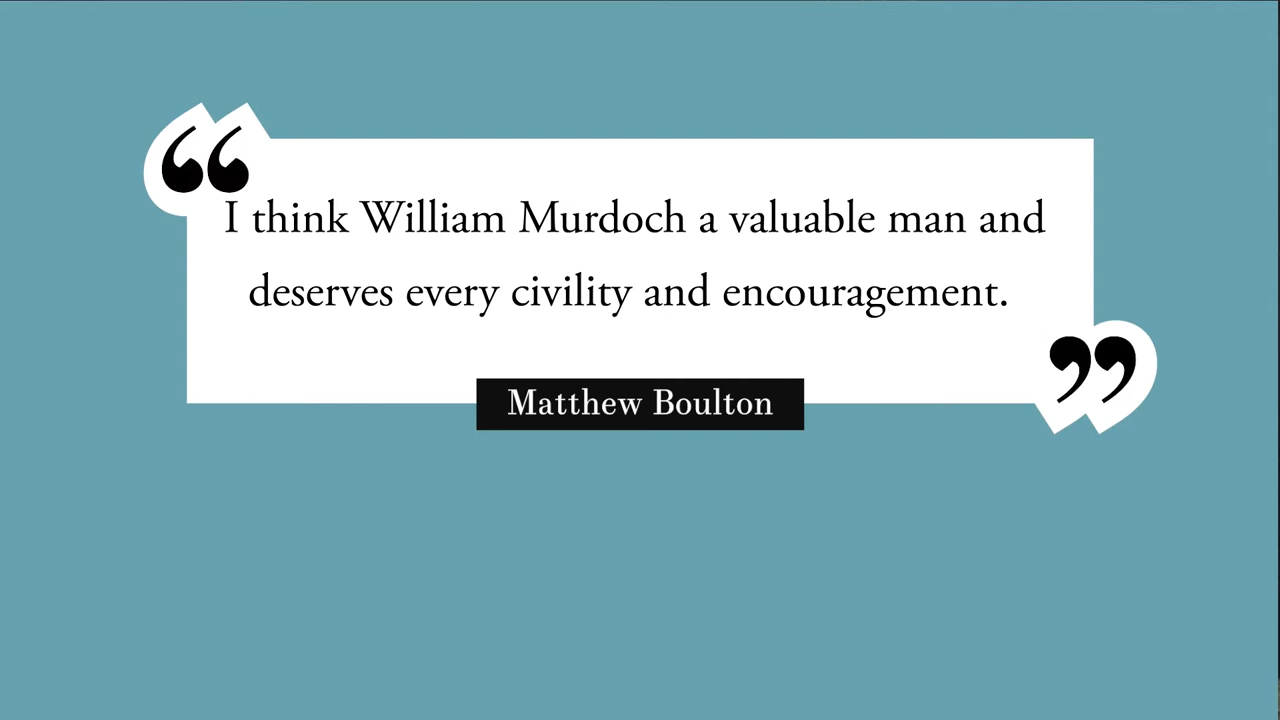 “
I think William Murdoch a valuable man and
deserves every civility and encouragement.
”
Matthew Boulton